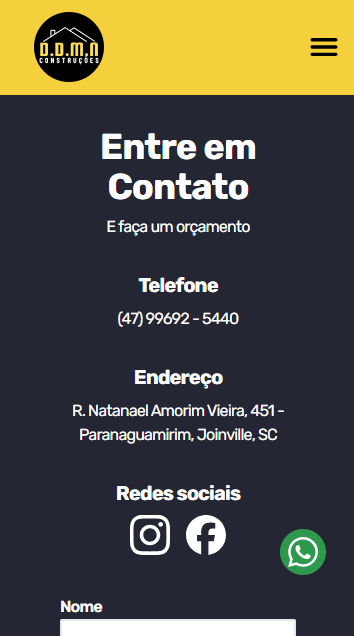 D.D.M.N
CONSTRUÇÕES
Entre em
Contato
E faça um orçamento
Telefone
(47) 99692 - 5440
Endereço
R. Natanael Amorim Vieira, 451 -
Paranaguamirim, Joinville, SC
Redes sociais
Nome